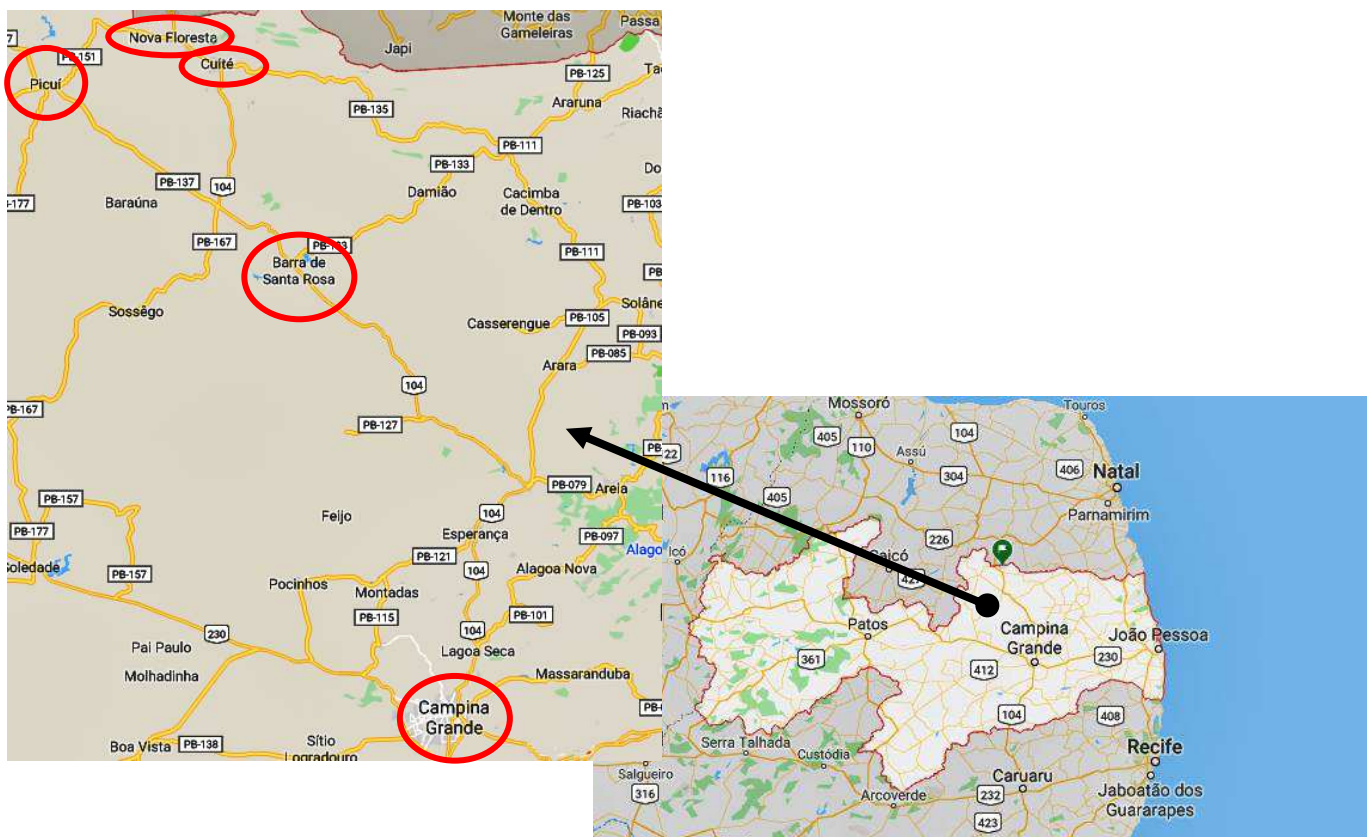 Monte das
Gameleiras
Passa
Nova Floresta
Japi
Cuité
PB-151
Picuí
PB-125
Araruna
PB-135
PB-111
PB-133
PB-137
104
Damião
Cacimba
de Dentro
Baraúna
PB-103
PB-167
PB-111
Barra de
Santa Rosa
Sossêgo
Casserengue
PB-105
Solâne
PB-093
PB-085
Arara
104
PB-167
PB-127
PB-079
Areia
PB-157
Feijo
104
PB-177
Esperança
PB-097
PB-121
Alago
Soledade
PB-157
Pocinhos
104
Alagoa Nova
Montadas
PB-115
PB-101
230
104
Pai Paulo
Lagoa Seca
Molhadinha
Massaranduba
Campina
Grande
Boa Vista
PB-138
Sítio
Logradouro
Mossoró
Touros
405
110
104
Assú
22
116
304
406
Natal
405
Parnamirim
226
Icó
Caicó
427
Patos
Campina
Grande
João Pessoa
361
412
230
104
408
Serra Talhada
Custódia
Recife
Salgueiro
Caruaru
Jaboatão dos
Guararapes
316
Arcoverde
232
423